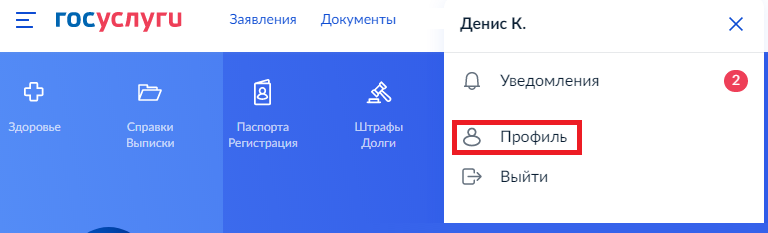 госуслуги
Заявления
Документы
Денис К.
Здоровье
Справки
Выписки
Паспорта
Регистрация
Штрафы
Долги
Уведомления
2
Профиль
Выйти